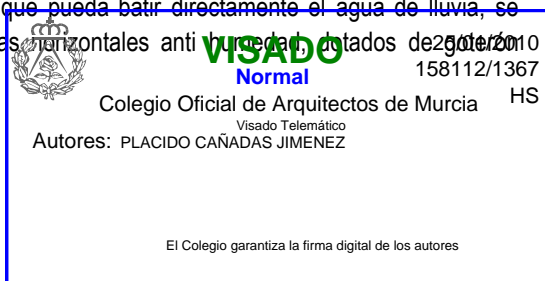 que pueda batir directamente el agua de lluvia, se
as horizontales anti humedad, dotados de goterón
VISADO
25/01/2010
Normal
158112/1367
Colegio Oficial de Arquitectos de Murcia
HS
Visado Telemático
Autores: PLACIDO CAÑADAS JIMENEZ
El Colegio garantiza la firma digital de los autores